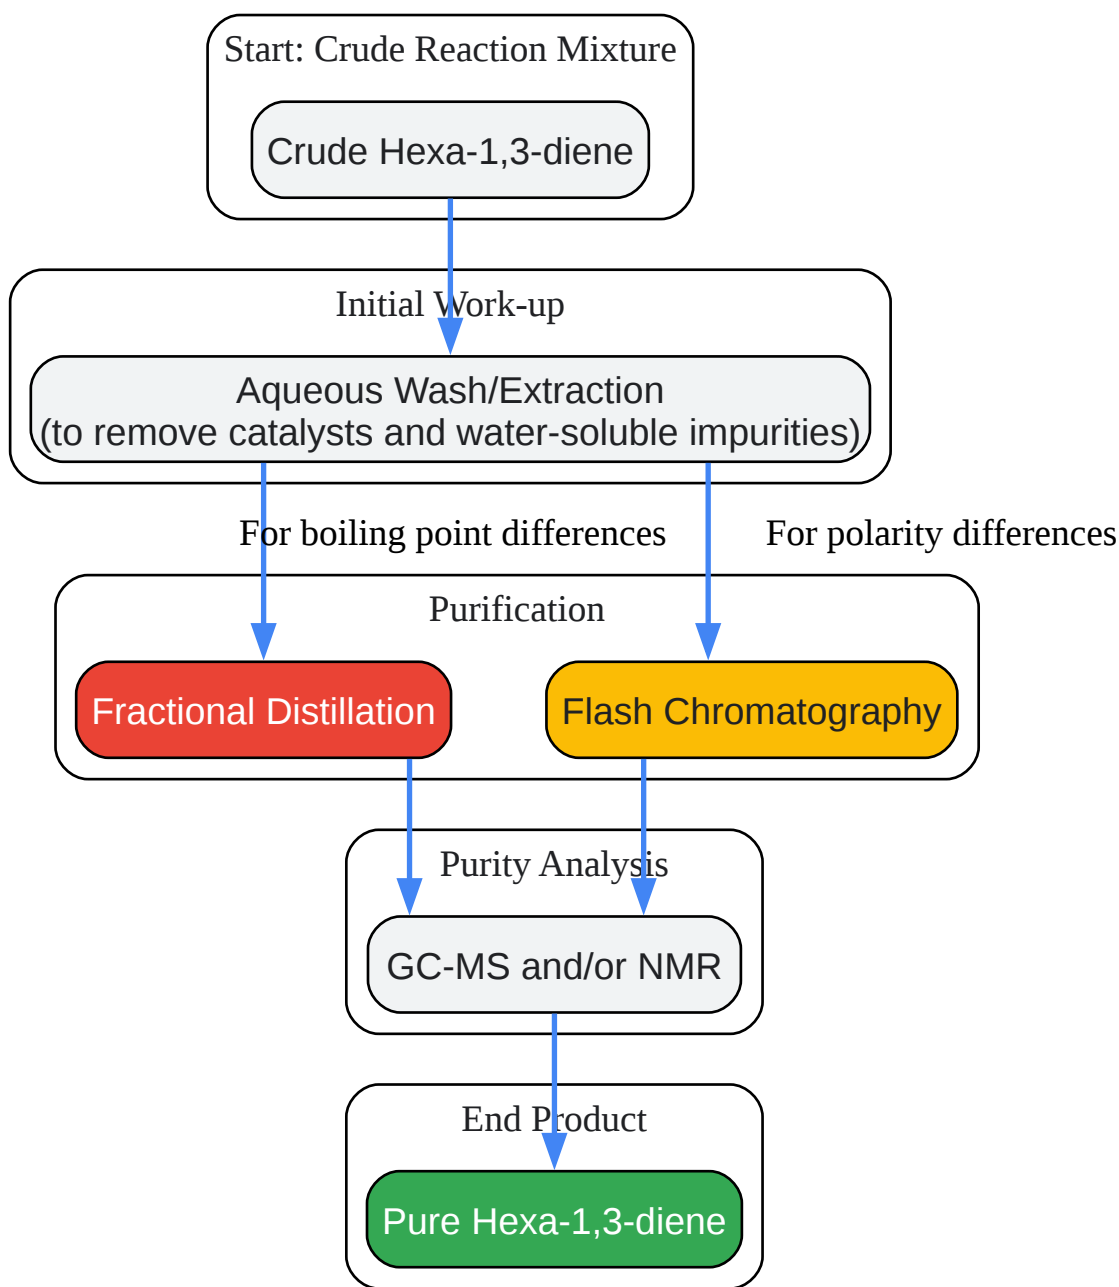 Start: Crude Reaction Mixture
Crude Hexa-1,3-diene
Initial Work-up
Aqueous Wash/Extraction
(to remove catalysts and water-soluble impurities)
For boiling point differences
For polarity differences
Purification
Fractional Distillation
Flash Chromatography
Purity Analysis
GC-MS and/or NMR
End Product
Pure Hexa-1,3-diene